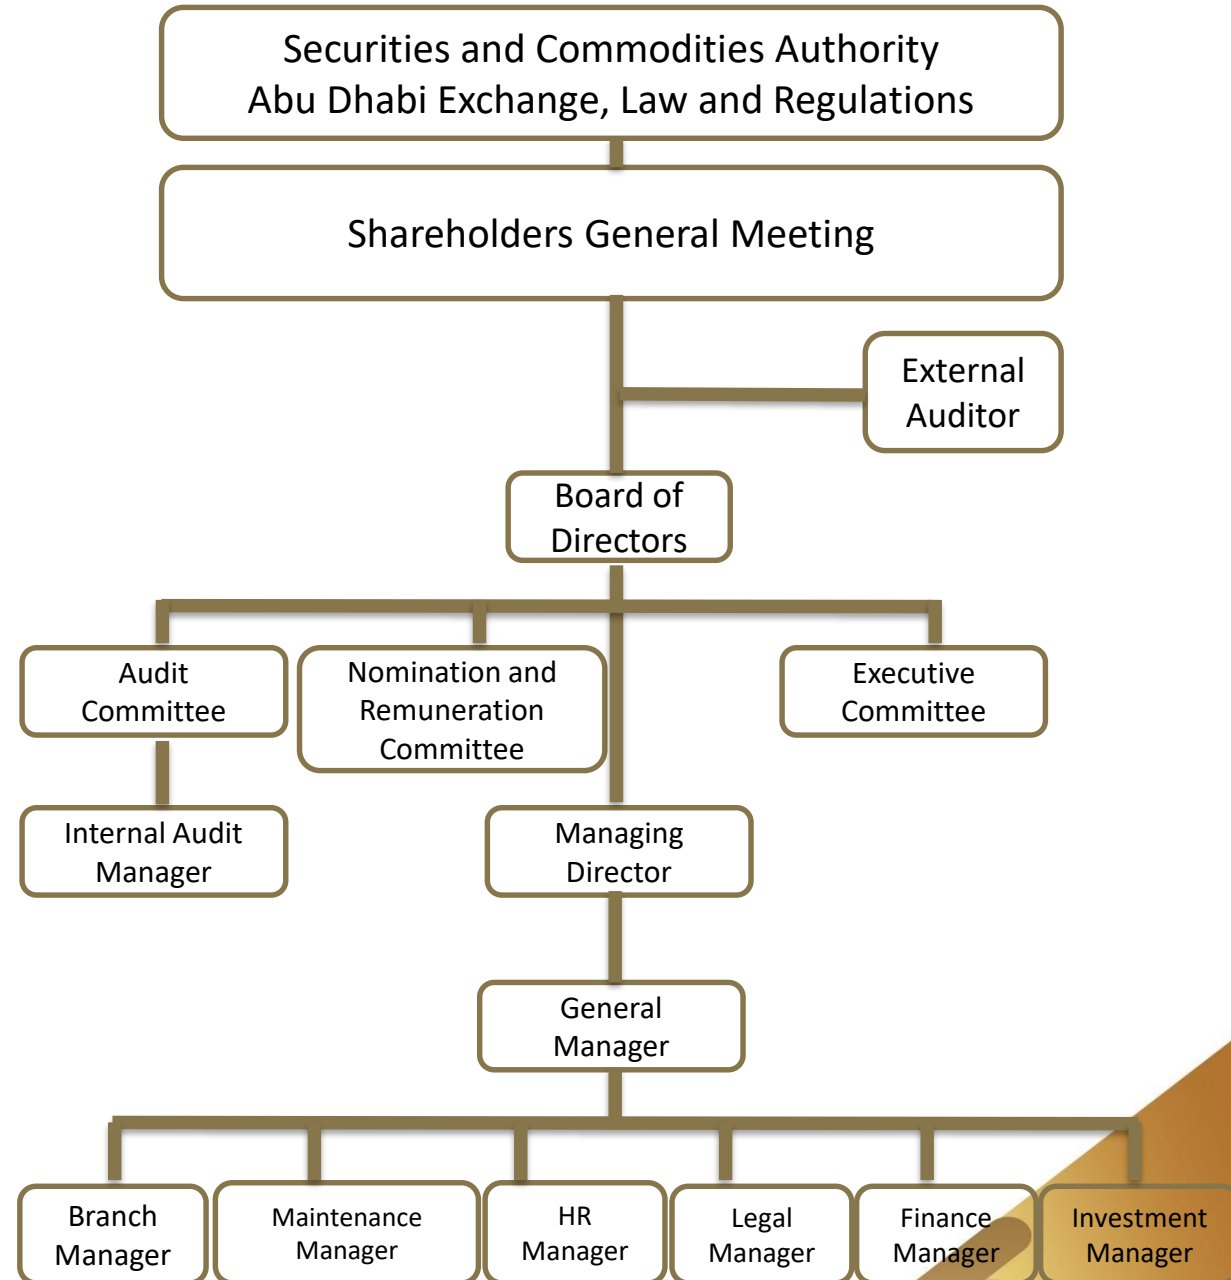 Securities and Commodities Authority
Abu Dhabi Exchange, Law and Regulations
Shareholders General Meeting
External
Auditor
Board of
Directors
Audit
Committee
Nomination and
Remuneration
Committee
Executive
Committee
Internal Audit
Manager
Managing
Director
General
Manager
Branch
Manager
Maintenance
Manager
HR
Manager
Legal
Manager
Finance
Manager
Investment
Manager